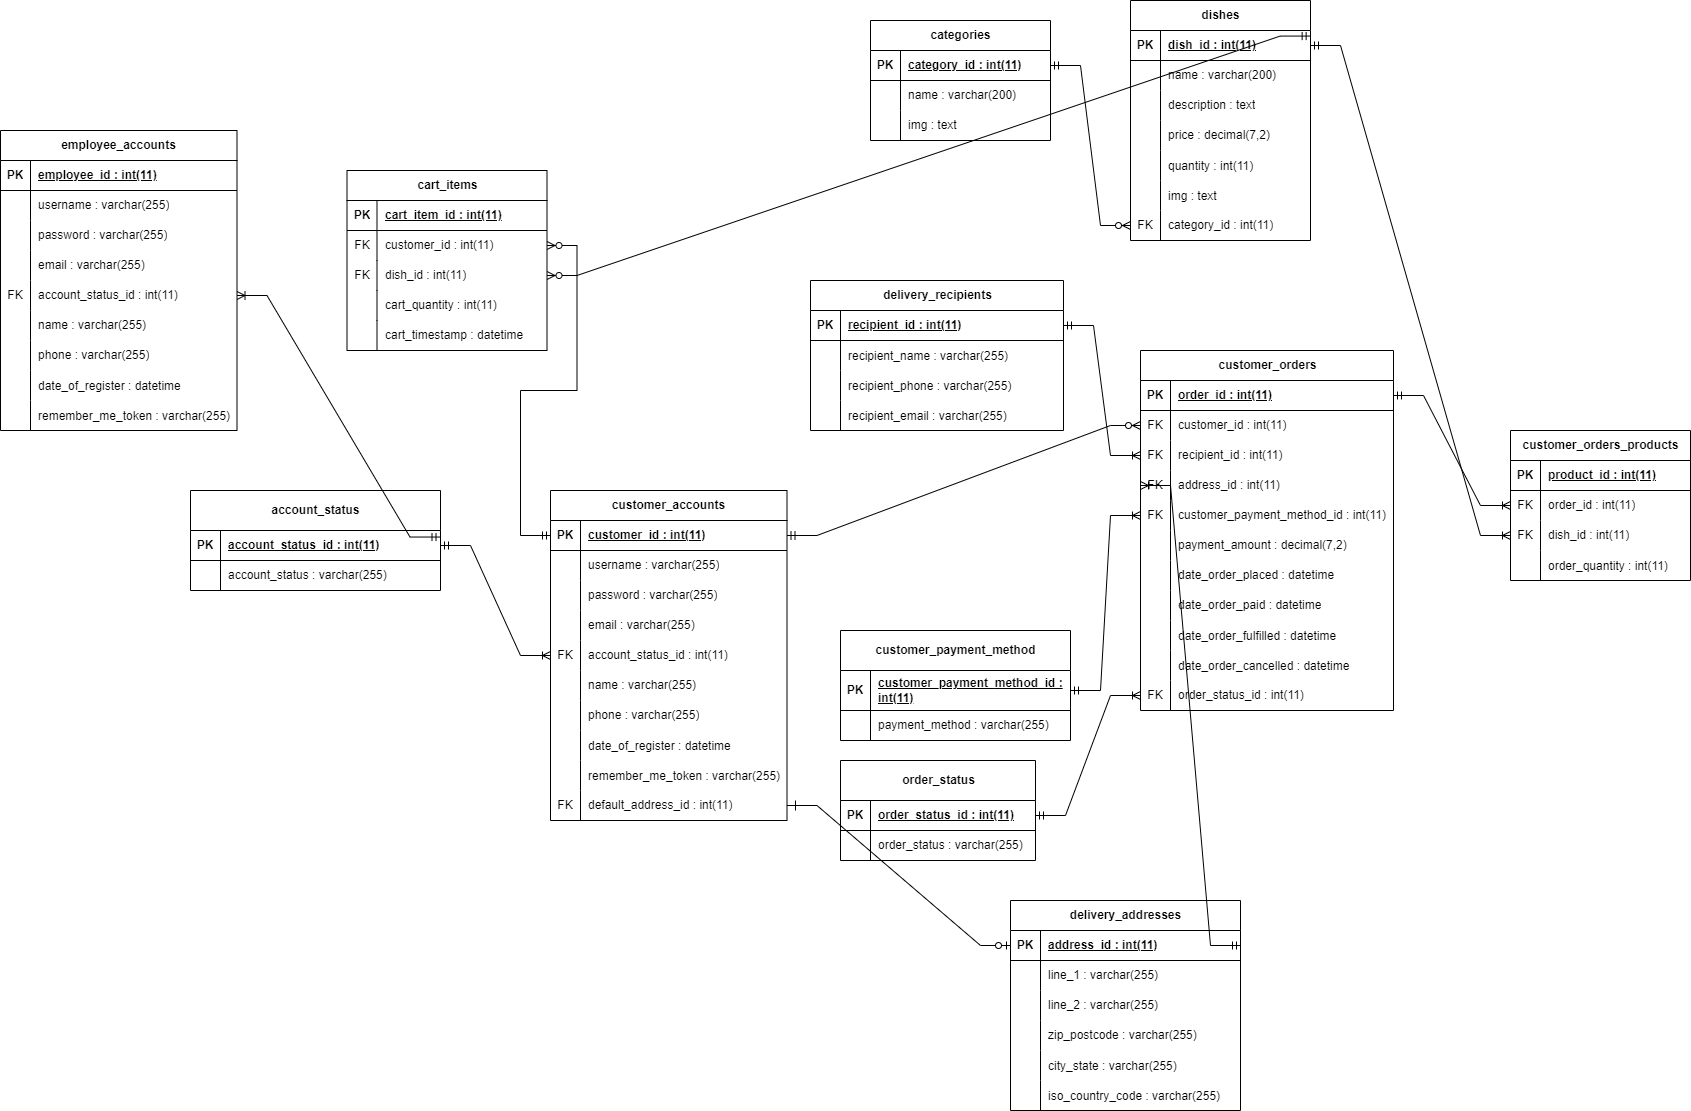 dishes
PK dish_id : int(11)
name : varchar(200)
description : text
price : decimal(7,2)
quantity : int(11)
img : text
FK category_id : int(11)
categories
PK category_id : int(11)
name : varchar(200)
img : text
employee_accounts
PK employee_id : int(11)
username : varchar(255)
password : varchar(255)
email : varchar(255)
FK account_status_id : int(11)
name : varchar(255)
phone : varchar(255)
date_of_register : datetime
remember_me_token : varchar(255)
cart_items
PK cart_item_id : int(11)
FK customer_id : int(11)
FK dish_id : int(11)
cart_quantity : int(11)
cart_timestamp : datetime
delivery_recipients
PK recipient_id : int(11)
recipient_name : varchar(255)
recipient_phone : varchar(255)
recipient_email : varchar(255)
customer_orders
PK order_id : int(11)
FK customer_id : int(11)
FK recipient_id : int(11)
FK address_id : int(11)
FK customer_payment_method_id : int(11)
payment_amount : decimal(7,2)
date_order_placed : datetime
date_order_paid : datetime
date_order_fulfilled : datetime
date_order_cancelled : datetime
FK order_status_id : int(11)
customer_orders_products
PK product_id : int(11)
FK order_id : int(11)
FK dish_id : int(11)
order_quantity : int(11)
account_status
PK account_status_id : int(11)
account_status : varchar(255)
customer_accounts
PK customer_id : int(11)
username : varchar(255)
password : varchar(255)
email : varchar(255)
FK account_status_id : int(11)
name : varchar(255)
phone : varchar(255)
date_of_register : datetime
remember_me_token : varchar(255)
FK default_address_id : int(11)
customer_payment_method
PK customer_payment_method_id :
int(11)
payment_method : varchar(255)
order_status
PK order_status_id : int(11)
order_status : varchar(255)
delivery_addresses
PK address_id : int(11)
line_1 : varchar(255)
line_2 : varchar(255)
zip_postcode : varchar(255)
city_state : varchar(255)
iso_country_code : varchar(255)